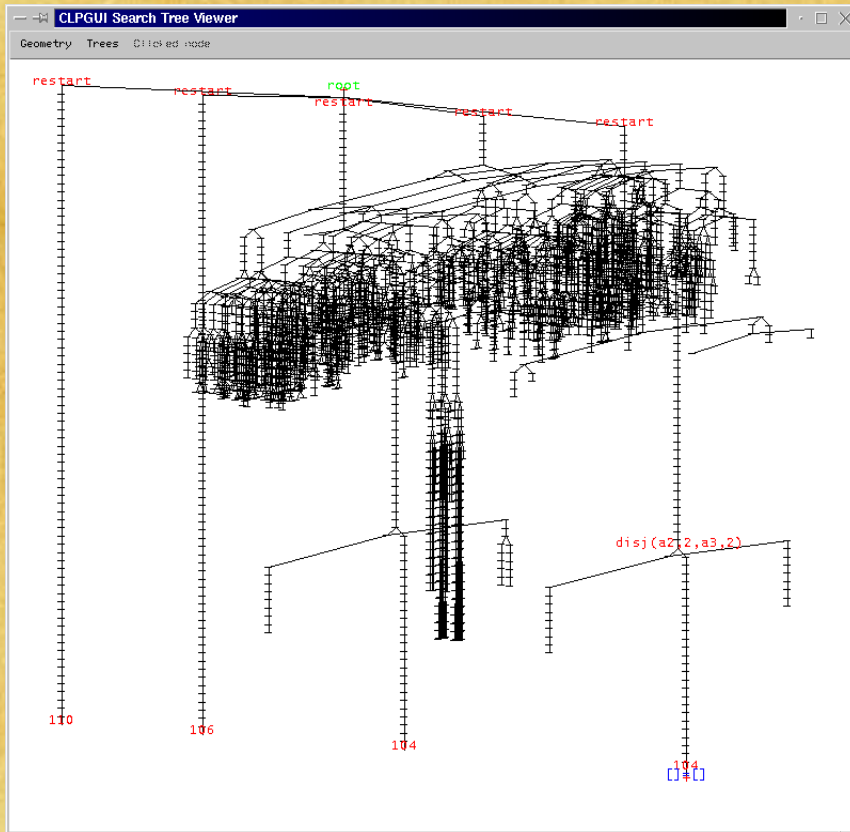 CLPGUI Search Tree Viewer
Geometry Trees Clicked node
root
restart
restart
restart
restart
restart
disj(a2,2,a3,2)
110
106
104
104
[]=[]